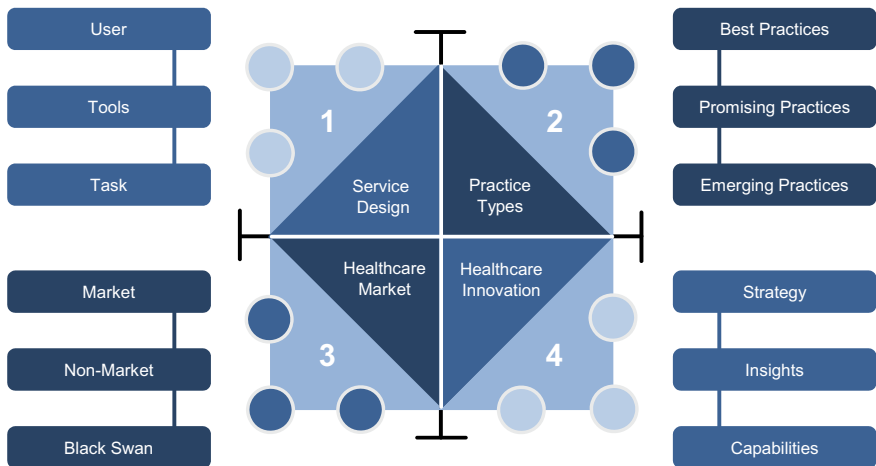 User
Tools
Task
1
2
Service
Design
Practice
Types
Best Practices
Promising Practices
Emerging Practices
Market
Non-Market
Black Swan
Healthcare
Market
Healthcare
Innovation
3
4
Strategy
Insights
Capabilities